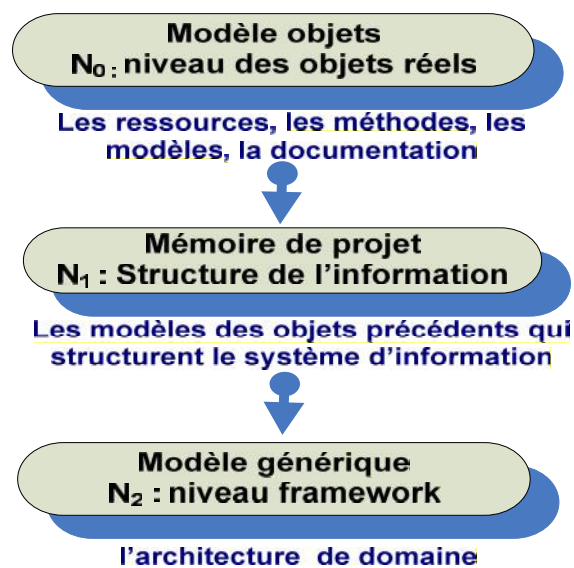 Modèle objets
N₀ : niveau des objets réels
Les ressources, les méthodes, les
modèles, la documentation
Mémoire de projet
N₁ : Structure de l'information
Les modèles des objets précédents qui
structurent le système d'information
Modèle générique
N₂ : niveau framework
l'architecture de domaine